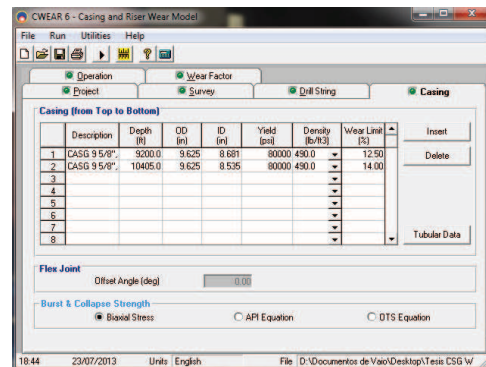 CWEAR 6 - Casing and Riser Wear Model
File Run Utilities Help
Operation Wear Factor
Project Survey Drill String Casing
Casing (from Top to Bottom)
Description Depth (ft) OD (in) ID (in) Yield (psi) Density (lb/ft3) Wear Limit (%)
1 CASG 9 5/8", 9200.0 9.625 8.681 80000 490.0 12.50
2 CASG 9 5/8", 10405.0 9.625 8.535 80000 490.0 14.00
3
4
5
6
7
8
Insert
Delete
Tubular Data
Flex Joint
Offset Angle (deg) 0.00
Burst & Collapse Strength
Biaxial Stress API Equation OTS Equation
18:44 23/07/2013 Units English File D:\Documentos de Vaio\Desktop\Tesis CSG W